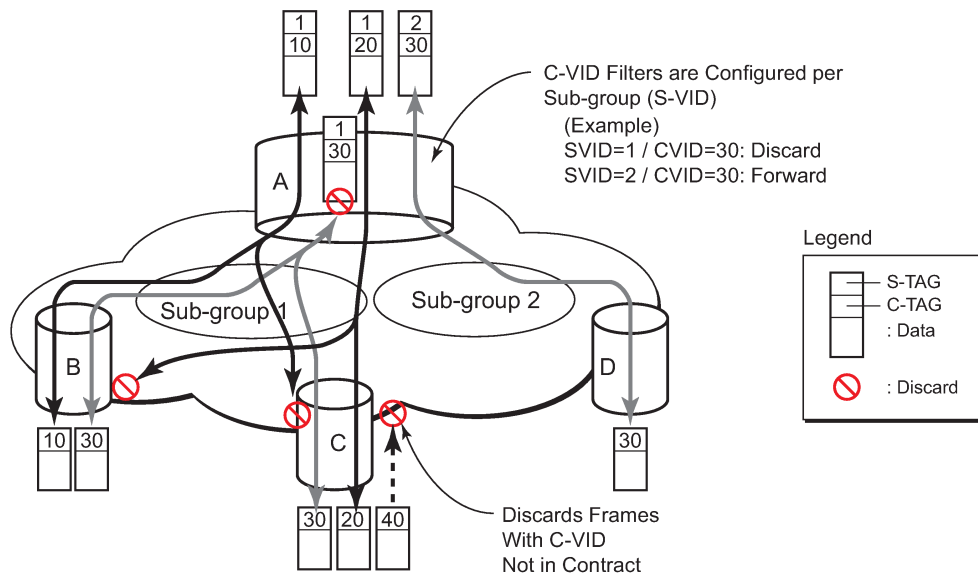 1
10
1
20
2
30
C-VID Filters are Configured per
Sub-group (S-VID)
(Example)
SVID=1 / CVID=30: Discard
SVID=2 / CVID=30: Forward
1
30
A
Sub-group 1
Sub-group 2
B
C
D
10
30
30
20
40
30
Discards Frames
With C-VID
Not in Contract
Legend
S-TAG
C-TAG
: Data
: Discard